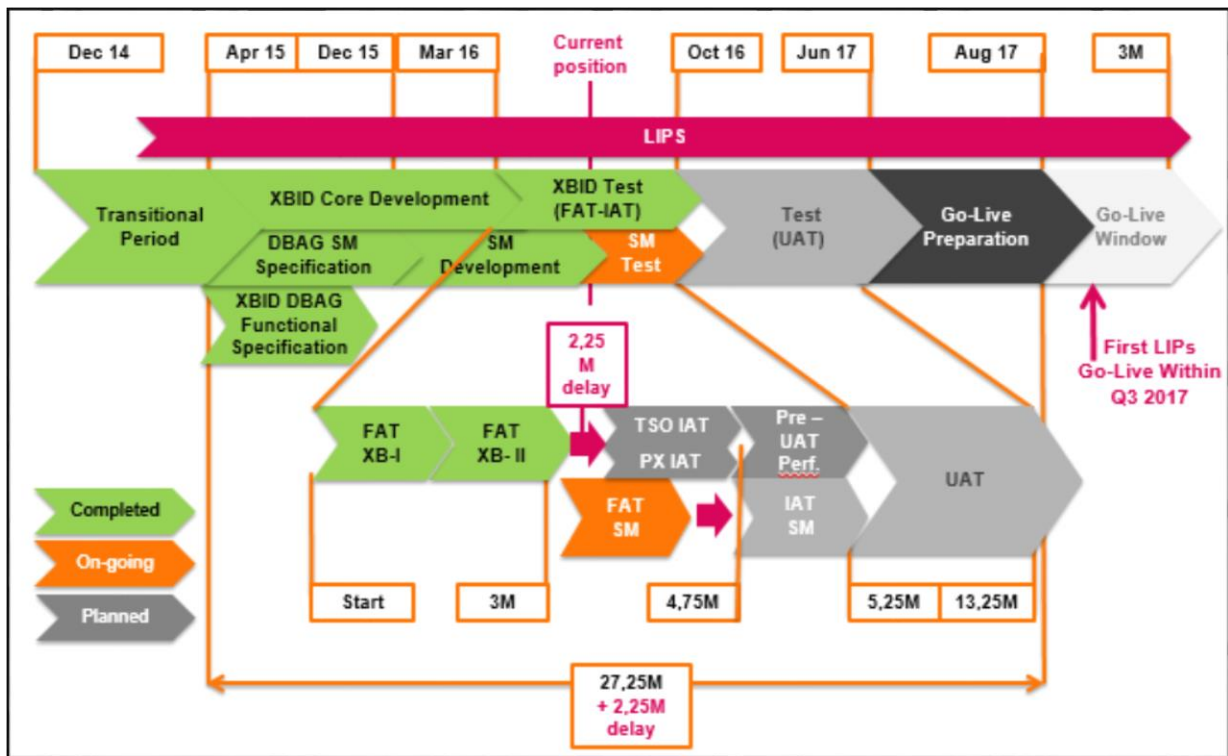 Dec 14
Apr 15
Dec 15
Mar 16
Current
position
Oct 16
Jun 17
Aug 17
3M
LIPS
Transitional
Period
XBID Core Development
XBID Test
(FAT-IAT)
DBAG SM
Specification
SM
Development
SM
Test
Test
(UAT)
Go-Live
Preparation
Go-Live
Window
XBID DBAG
Functional
Specification
2,25
M
delay
First LIPs
Go-Live Within
Q3 2017
FAT
XB-I
FAT
XB- II
TSO IAT
PX IAT
Pre –
UAT
Perf.
UAT
FAT
SM
IAT
SM
Completed
On-going
Planned
Start
3M
4,75M
5,25M
13,25M
27,25M
+ 2,25M
delay